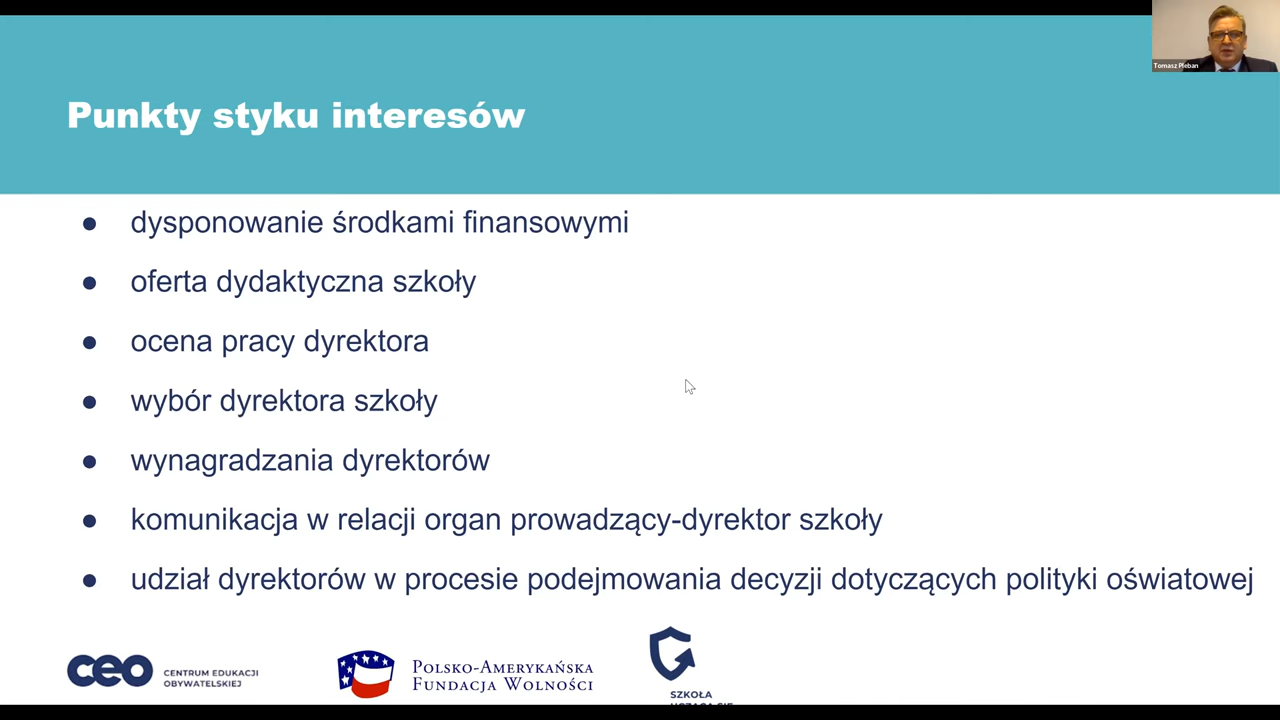 Tomasz Pleban
Punkty styku interesów
● dysponowanie środkami finansowymi
● oferta dydaktyczna szkoły
● ocena pracy dyrektora
● wybór dyrektora szkoły
● wynagradzania dyrektorów
● komunikacja w relacji organ prowadzący-dyrektor szkoły
● udział dyrektorów w procesie podejmowania decyzji dotyczących polityki oświatowej
ceo
CENTRUM EDUKACJI
OBYWATELSKIEJ
POLSKO-AMERYKAŃSKA
FUNDACJA WOLNOŚCI
SZKOŁA